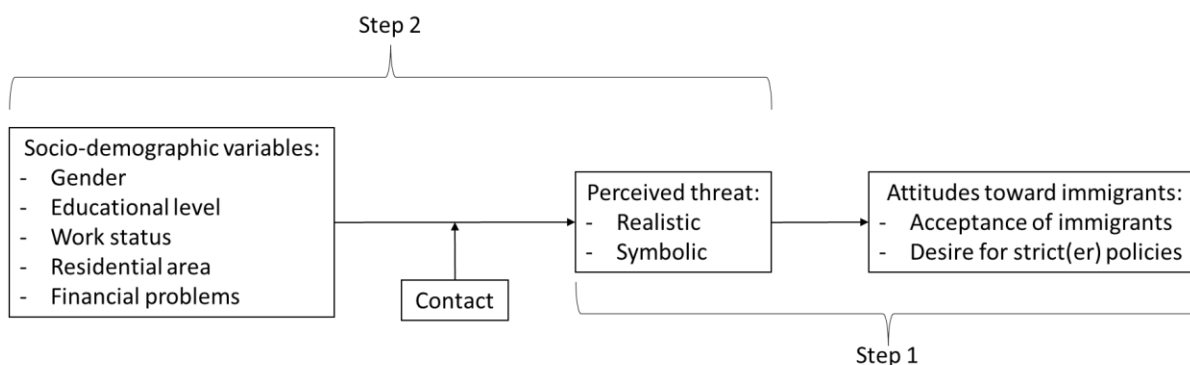 Step 2
Socio-demographic variables:
- Gender
- Educational level
- Work status
- Residential area
- Financial problems
Contact
Perceived threat:
- Realistic
- Symbolic
Attitudes toward immigrants:
- Acceptance of immigrants
- Desire for strict(er) policies
Step 1